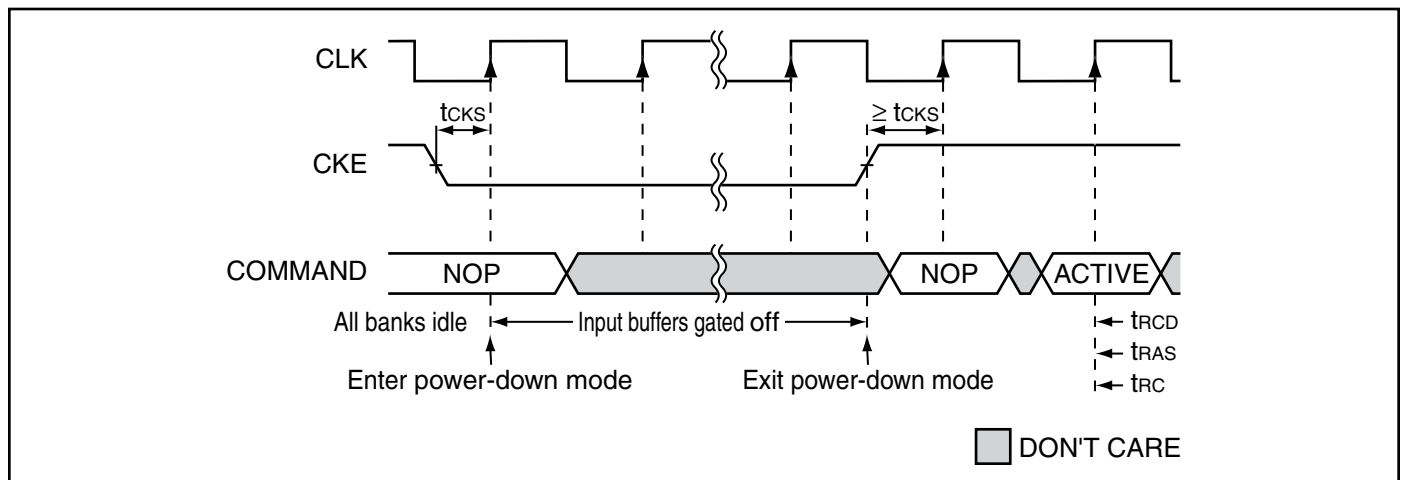 CLK
tCKS
≥ tCKS
CKE
COMMAND
NOP
NOP
ACTIVE
All banks idle
Input buffers gated off
tRCD
tRAS
tRC
Enter power-down mode
Exit power-down mode
DON'T CARE